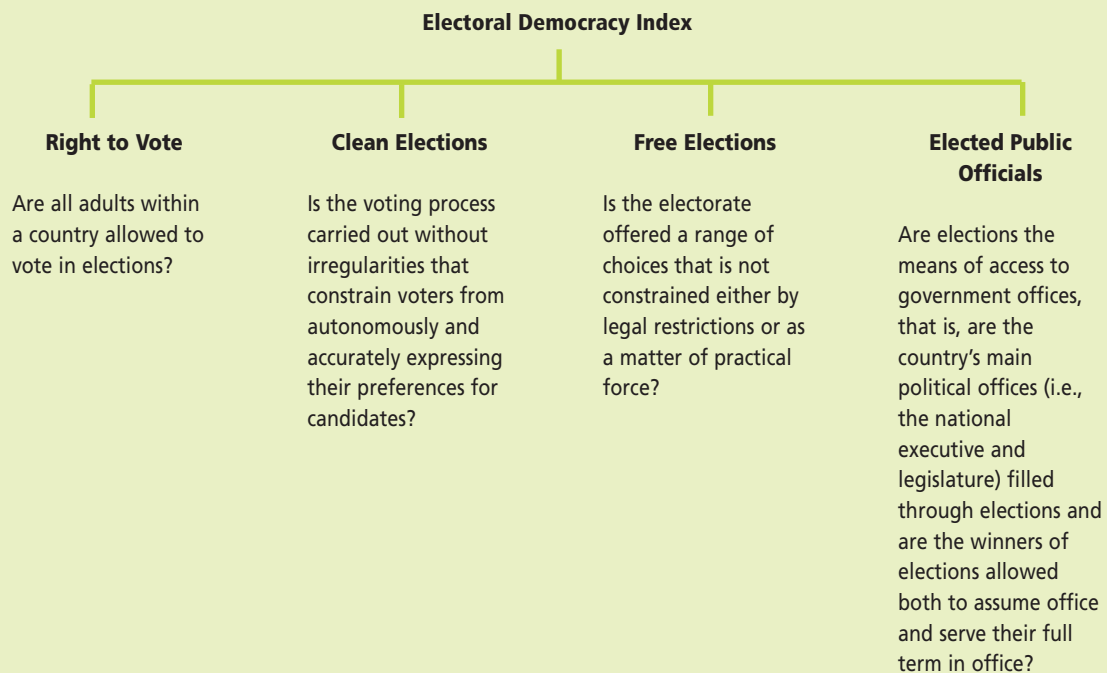 Electoral Democracy Index
Right to Vote
Are all adults within
a country allowed to
vote in elections?
Clean Elections
Is the voting process
carried out without
irregularities that
constrain voters from
autonomously and
accurately expressing
their preferences for
candidates?
Free Elections
Is the electorate
offered a range of
choices that is not
constrained either by
legal restrictions or as
a matter of practical
force?
Elected Public
Officials
Are elections the
means of access to
government offices,
that is, are the
country’s main
political offices (i.e.,
the national
executive and
legislature) filled
through elections and
are the winners of
elections allowed
both to assume office
and serve their full
term in office?